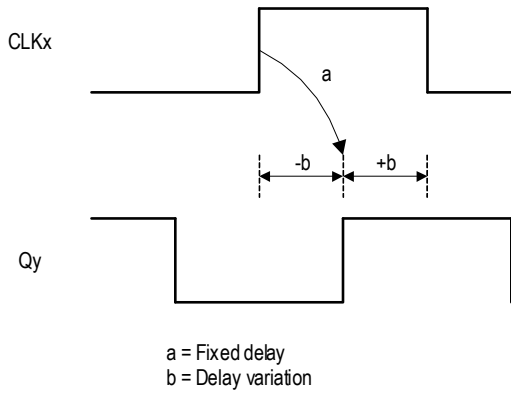 CLKx
a
-b
+b
Qy
a = Fixed delay
b = Delay variation